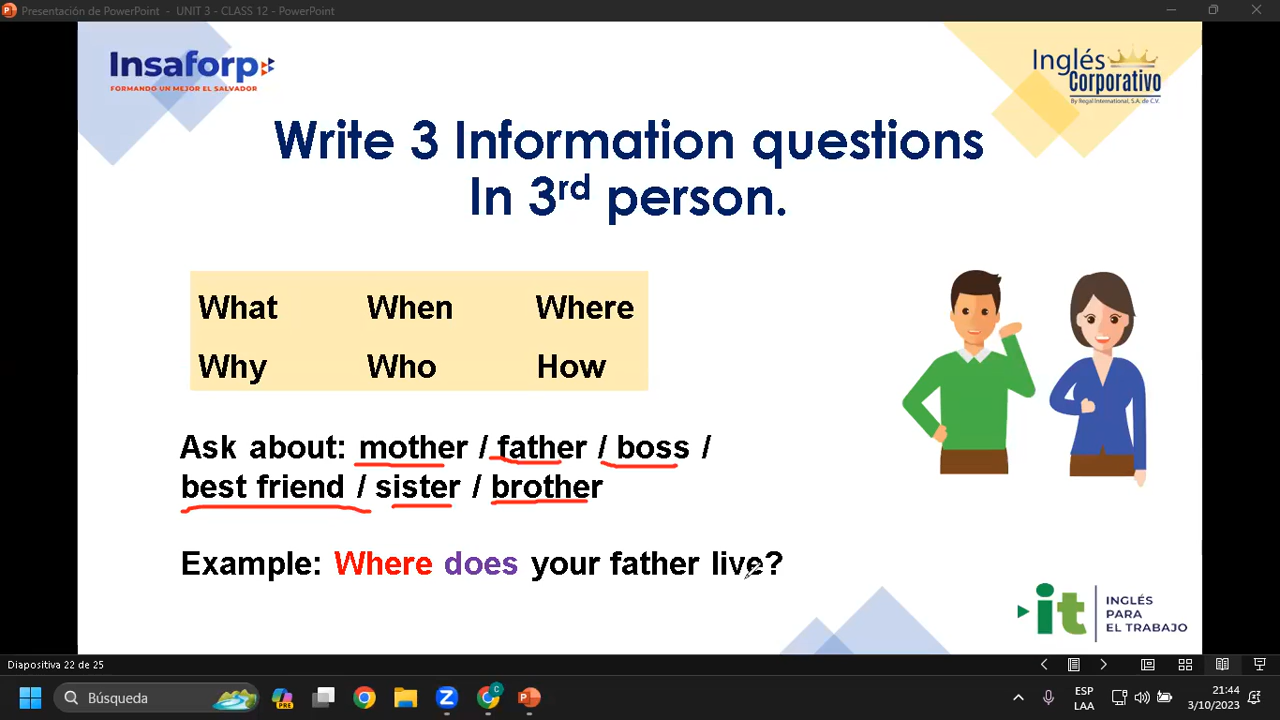 Presentación de PowerPoint - UNIT 3 - CLASS 12 - PowerPoint
Insaforp
FORMANDO UN MEJOR EL SALVADOR
Inglés
Corporativo
By Regal International, S.A. de C.V.
Write 3 Information questions
In 3rd person.
What When Where
Why Who How
Ask about: mother / father / boss /
best friend / sister / brother
Example: Where does your father live?
it INGLÉS
PARA
EL TRABAJO
Diapositiva 22 de 25
Búsqueda
PRE
C
ESP
LAA
21:44
3/10/2023